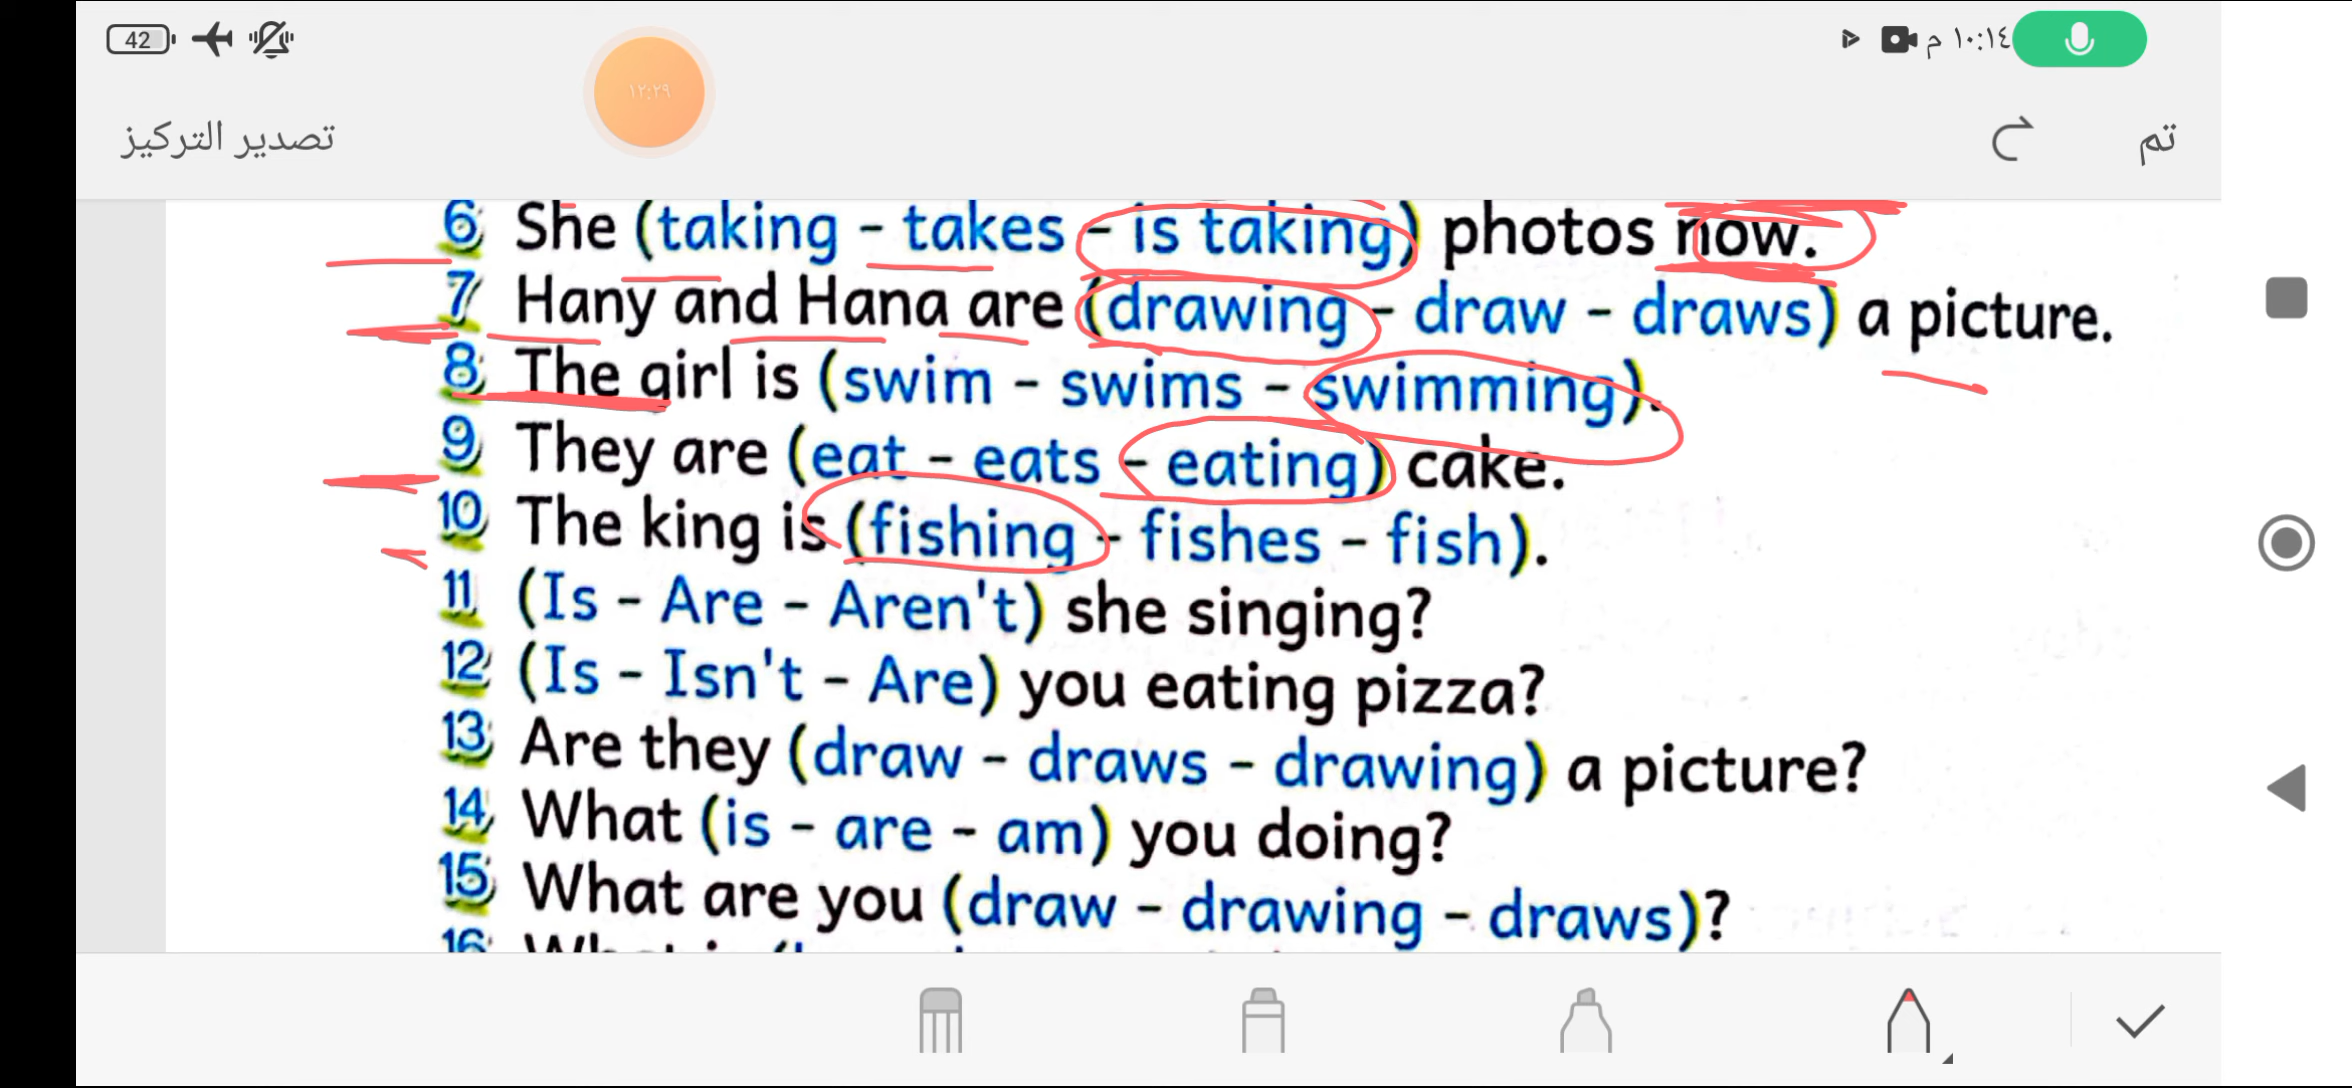 42
م ١٠:١٤
١٢:٢٩
تصدير التركيز
تم
6 She (taking - takes - is taking) photos now.
7 Hany and Hana are (drawing - draw - draws) a picture.
8 The girl is (swim - swims - swimming).
9 They are (eat - eats - eating) cake.
10 The king is (fishing - fishes - fish).
11 (Is - Are - Aren't) she singing?
12 (Is - Isn't - Are) you eating pizza?
13 Are they (draw - draws - drawing) a picture?
14 What (is - are - am) you doing?
15 What are you (draw - drawing - draws)?
16